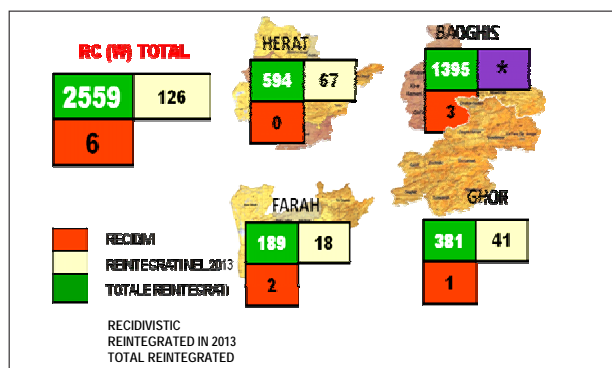 RC (W) TOTAL
2559 126
6
HERAT
594 67
0
BADGHIS
1395 *
3
FARAH
189 18
2
GHOR
381 41
1
RECIDIVI
REINTEGRATI NEL 2013
TOTALE REINTEGRATI
RECIDIVISTIC
REINTEGRATED IN 2013
TOTAL REINTEGRATED